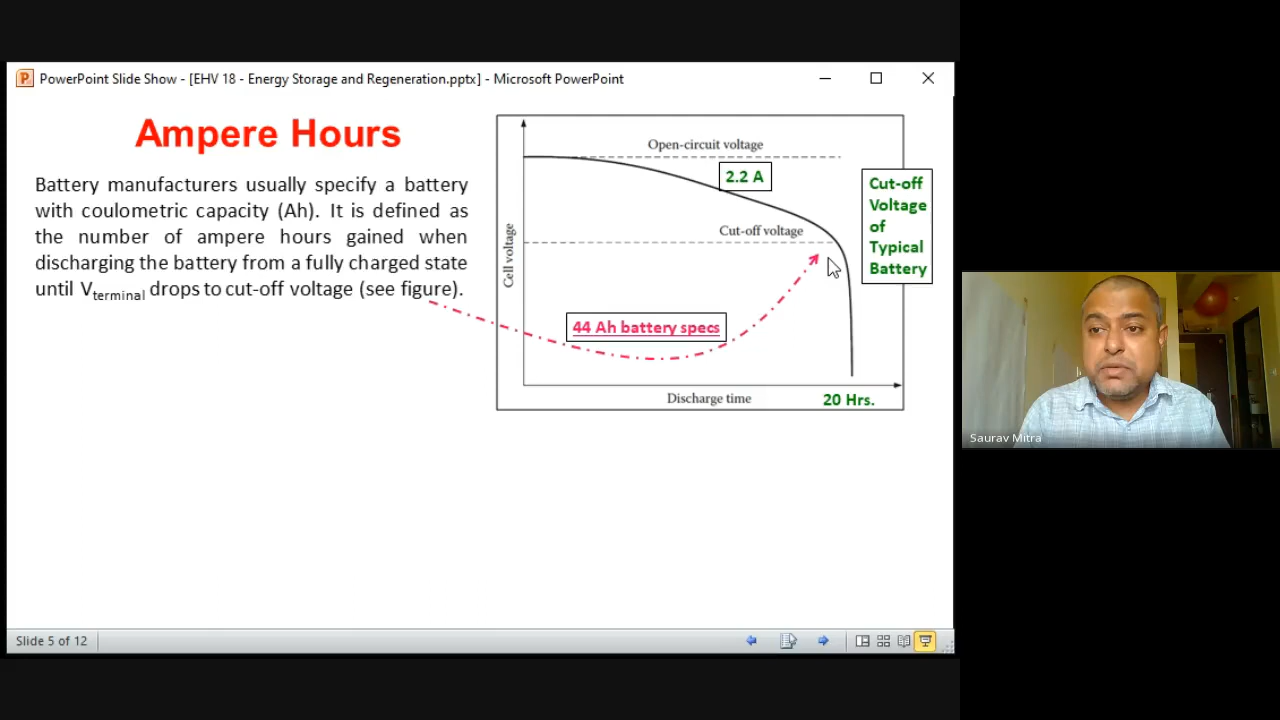 PowerPoint Slide Show - [EHV 18 - Energy Storage and Regeneration.pptx] - Microsoft PowerPoint
Ampere Hours
Battery manufacturers usually specify a battery
with coulometric capacity (Ah). It is defined as
the number of ampere hours gained when
discharging the battery from a fully charged state
until Vterminal drops to cut-off voltage (see figure).
Open-circuit voltage
2.2 A
Cut-off voltage
Cell voltage
44 Ah battery specs
Discharge time
20 Hrs.
Cut-off
Voltage
of
Typical
Battery
Saurav Mitra
Slide 5 of 12